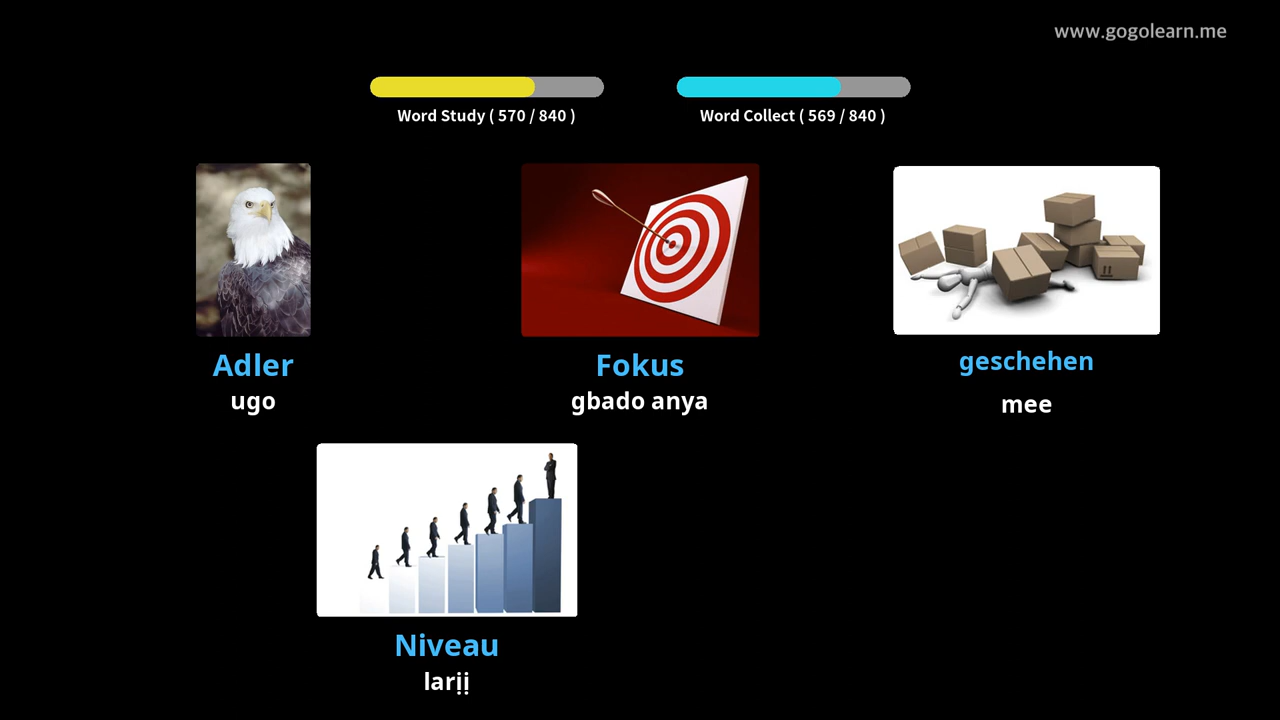 www.gogolearn.me
Word Study ( 570 / 840 )
Word Collect ( 569 / 840 )
Adler
ugo
Fokus
gbado anya
geschehen
mee
Niveau
larịị